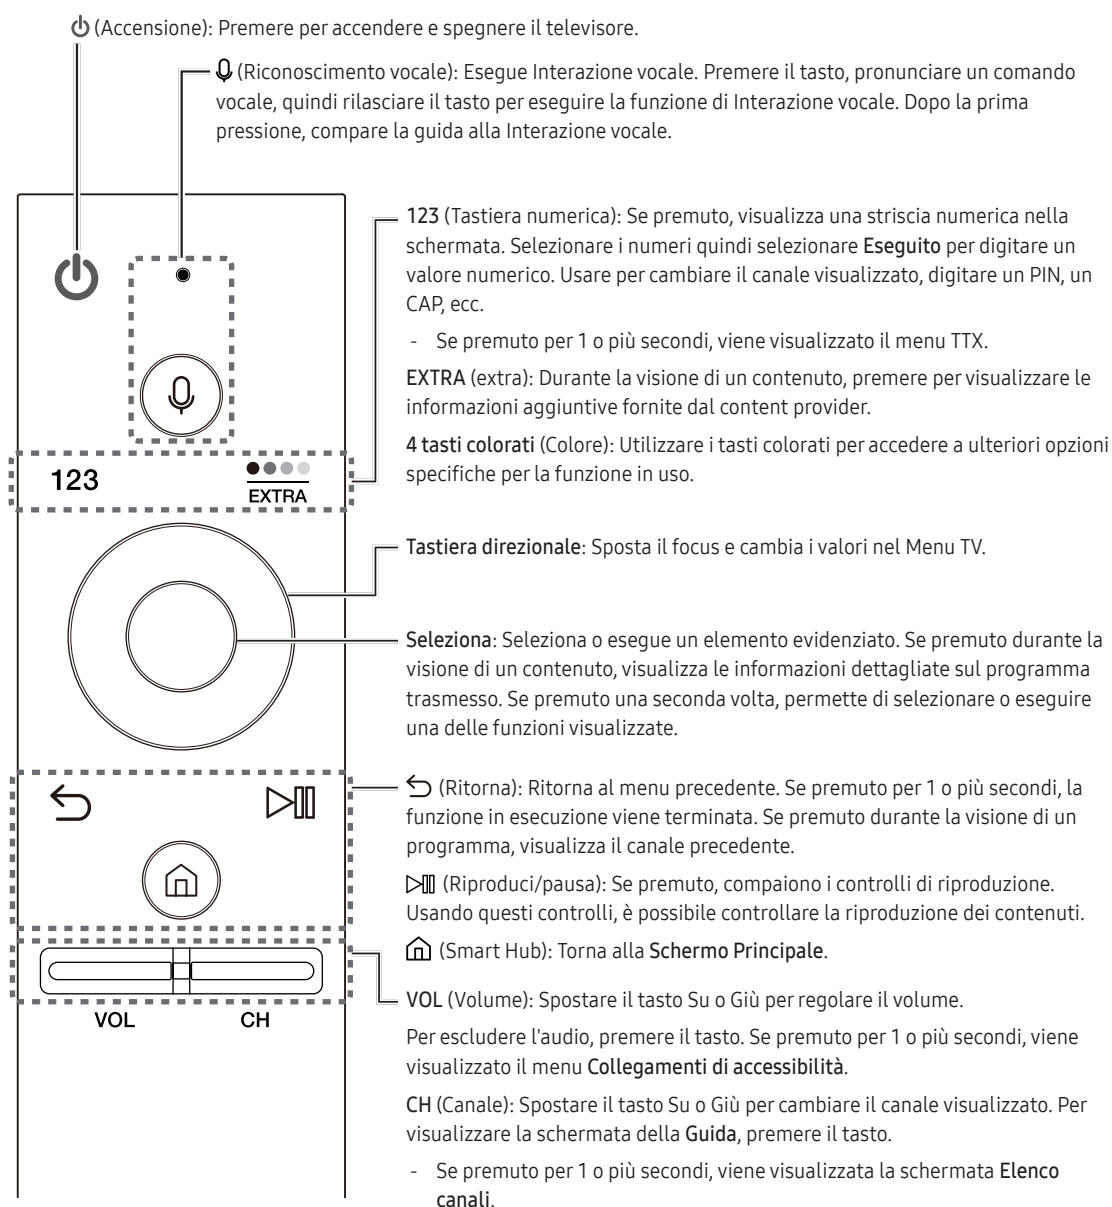 (Accensione): Premere per accendere e spegnere il televisore.
(Riconoscimento vocale): Esegue Interazione vocale. Premere il tasto, pronunciare un comando
vocale, quindi rilasciare il tasto per eseguire la funzione di Interazione vocale. Dopo la prima
pressione, compare la guida alla Interazione vocale.
123 (Tastiera numerica): Se premuto, visualizza una striscia numerica nella
schermata. Selezionare i numeri quindi selezionare Eseguito per digitare un
valore numerico. Usare per cambiare il canale visualizzato, digitare un PIN, un
CAP, ecc.
- Se premuto per 1 o più secondi, viene visualizzato il menu TTX.
EXTRA (extra): Durante la visione di un contenuto, premere per visualizzare le
informazioni aggiuntive fornite dal content provider.
4 tasti colorati (Colore): Utilizzare i tasti colorati per accedere a ulteriori opzioni
specifiche per la funzione in uso.
123
EXTRA
Tastiera direzionale: Sposta il focus e cambia i valori nel Menu TV.
Seleziona: Seleziona o esegue un elemento evidenziato. Se premuto durante la
visione di un contenuto, visualizza le informazioni dettagliate sul programma
trasmesso. Se premuto una seconda volta, permette di selezionare o eseguire
una delle funzioni visualizzate.
(Ritorna): Ritorna al menu precedente. Se premuto per 1 o più secondi, la
funzione in esecuzione viene terminata. Se premuto durante la visione di un
programma, visualizza il canale precedente.
(Riproduci/pausa): Se premuto, compaiono i controlli di riproduzione.
Usando questi controlli, è possibile controllare la riproduzione dei contenuti.
(Smart Hub): Torna alla Schermo Principale.
VOL
CH
VOL (Volume): Spostare il tasto Su o Giù per regolare il volume.
Per escludere l'audio, premere il tasto. Se premuto per 1 o più secondi, viene
visualizzato il menu Collegamenti di accessibilità.
CH (Canale): Spostare il tasto Su o Giù per cambiare il canale visualizzato. Per
visualizzare la schermata della Guida, premere il tasto.
- Se premuto per 1 o più secondi, viene visualizzata la schermata Elenco
canali.